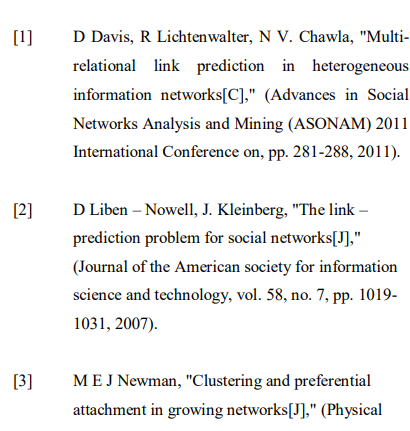 [1] D Davis, R Lichtenwalter, N V. Chawla, "Multi-
relational link prediction in heterogeneous
information networks[C]," (Advances in Social
Networks Analysis and Mining (ASONAM) 2011
International Conference on, pp. 281-288, 2011).
[2] D Liben – Nowell, J. Kleinberg, "The link –
prediction problem for social networks[J],"
(Journal of the American society for information
science and technology, vol. 58, no. 7, pp. 1019-
1031, 2007).
[3] M E J Newman, "Clustering and preferential
attachment in growing networks[J]," (Physical